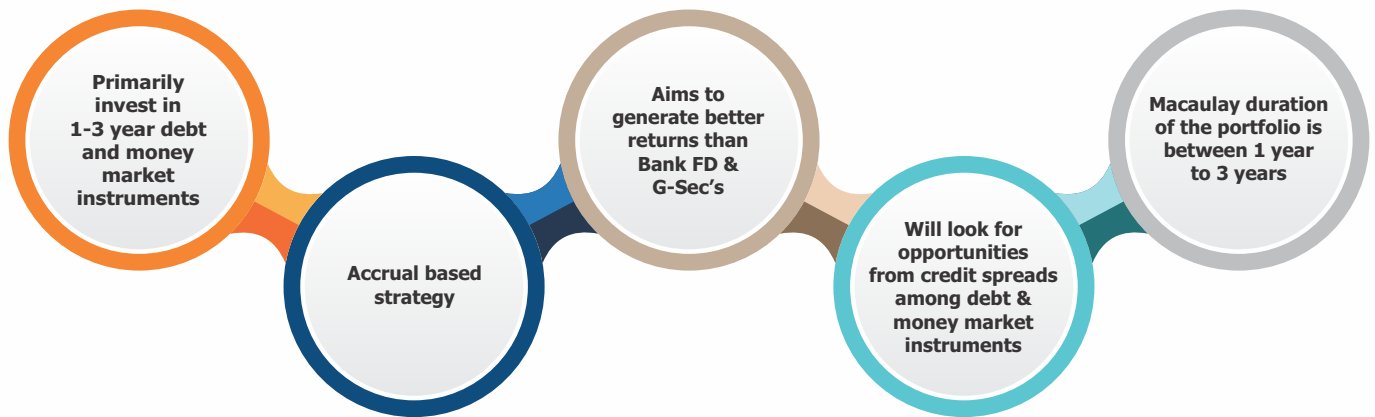 Primarily
invest in
1-3 year debt
and money
market
instruments
Accrual based
strategy
Aims to
generate better
returns than
Bank FD &
G-Sec's
Will look for
opportunities
from credit spreads
among debt &
money market
instruments
Macaulay duration
of the portfolio is
between 1 year
to 3 years